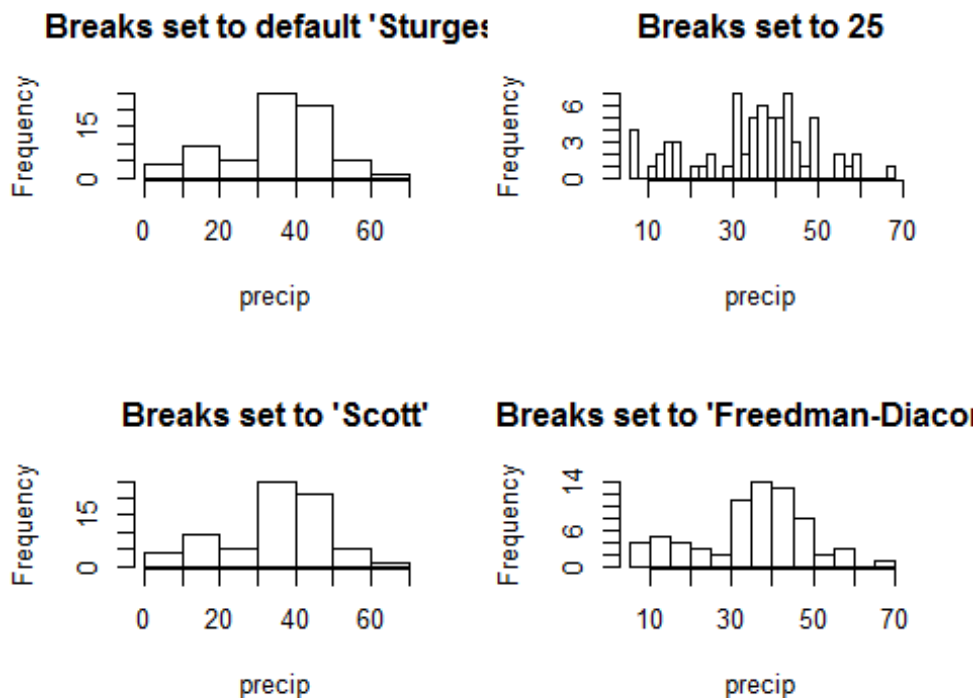 Breaks set to default 'Sturges
Frequency
15
0
0 20 40 60
precip
Breaks set to 25
Frequency
6
3
0
10 30 50 70
precip
Breaks set to 'Scott'
Frequency
15
0
0 20 40 60
precip
Breaks set to 'Freedman-Diacon
Frequency
14
6
0
10 30 50 70
precip